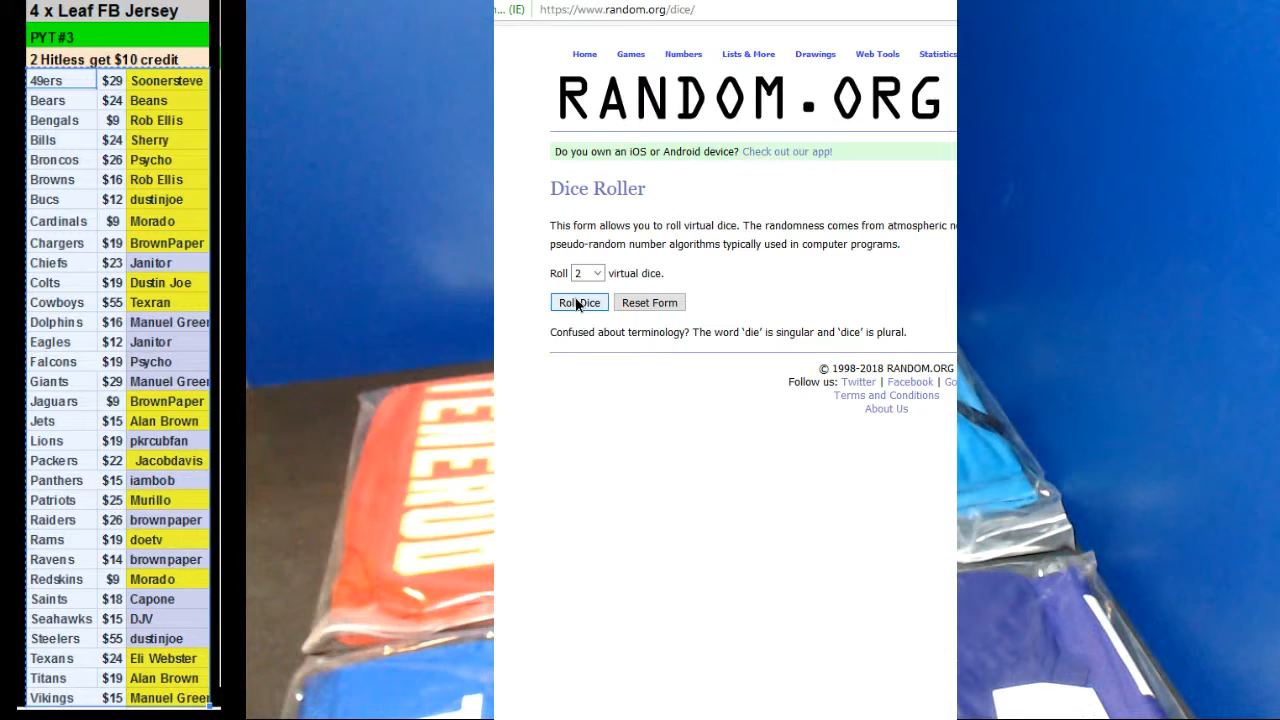 4 x Leaf FB Jersey
PYT #3
2 Hitless get $10 credit
49ers $29 Soonersteve
Bears $24 Beans
Bengals $9 Rob Ellis
Bills $24 Sherry
Broncos $26 Psycho
Browns $16 Rob Ellis
Bucs $12 dustinjoe
Cardinals $9 Morado
Chargers $19 BrownPaper
Chiefs $23 Janitor
Colts $19 Dustin Joe
Cowboys $55 Texran
Dolphins $16 Manuel Green
Eagles $12 Janitor
Falcons $19 Psycho
Giants $29 Manuel Green
Jaguars $9 BrownPaper
Jets $15 Alan Brown
Lions $19 pkrcubfan
Packers $22 Jacobdavis
Panthers $15 iambob
Patriots $25 Murillo
Raiders $26 brownpaper
Rams $19 doetv
Ravens $14 brownpaper
Redskins $9 Morado
Saints $18 Capone
Seahawks $15 DJV
Steelers $55 dustinjoe
Texans $24 Eli Webster
Titans $19 Alan Brown
Vikings $15 Manuel Green
n... (IE) https://www.random.org/dice/
Home Games Numbers Lists & More Drawings Web Tools Statistics
RANDOM.ORG
Do you own an iOS or Android device? Check out our app!
Dice Roller
This form allows you to roll virtual dice. The randomness comes from atmospheric
pseudo-random number algorithms typically used in computer programs.
Roll 2 virtual dice.
Roll Dice Reset Form
Confused about terminology? The word ‘die’ is singular and ‘dice’ is plural.
© 1998-2018 RANDOM.ORG
Follow us: Twitter | Facebook | Go
Terms and Conditions
About Us